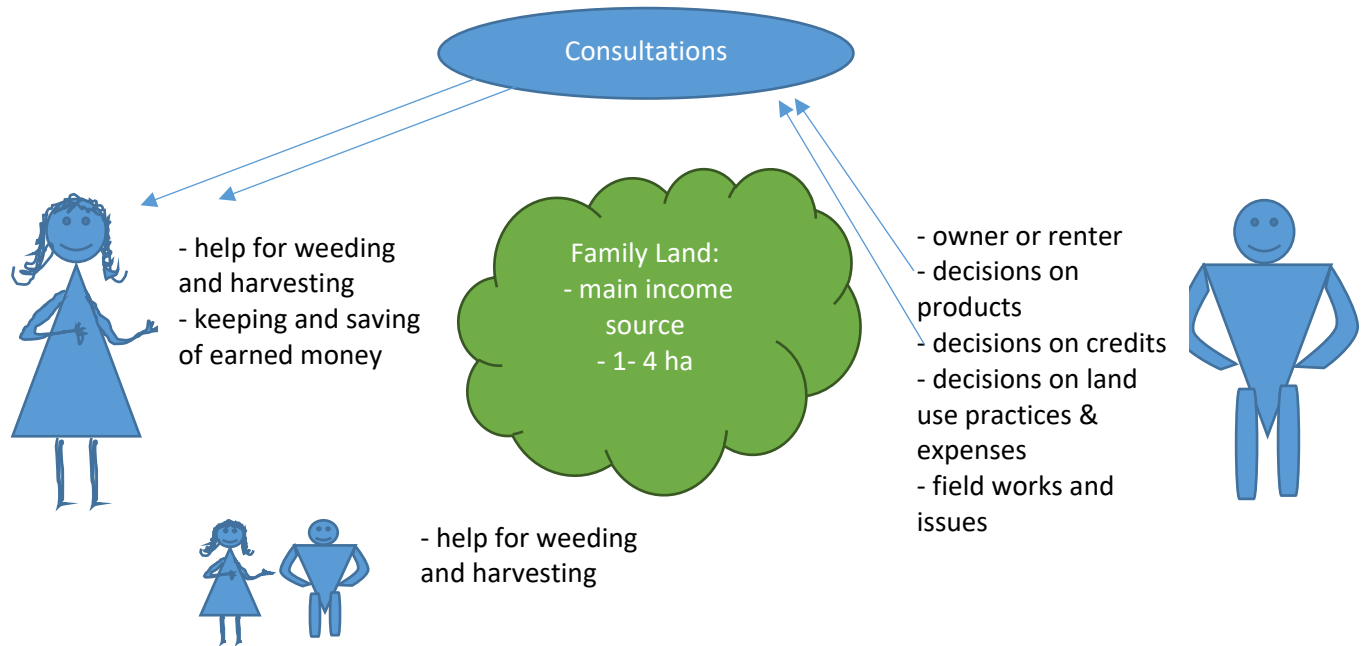 Consultations
- help for weeding
and harvesting
- keeping and saving
of earned money
Family Land:
- main income
source
- 1- 4 ha
- owner or renter
- decisions on
products
- decisions on credits
- decisions on land
use practices &
expenses
- field works and
issues
- help for weeding
and harvesting